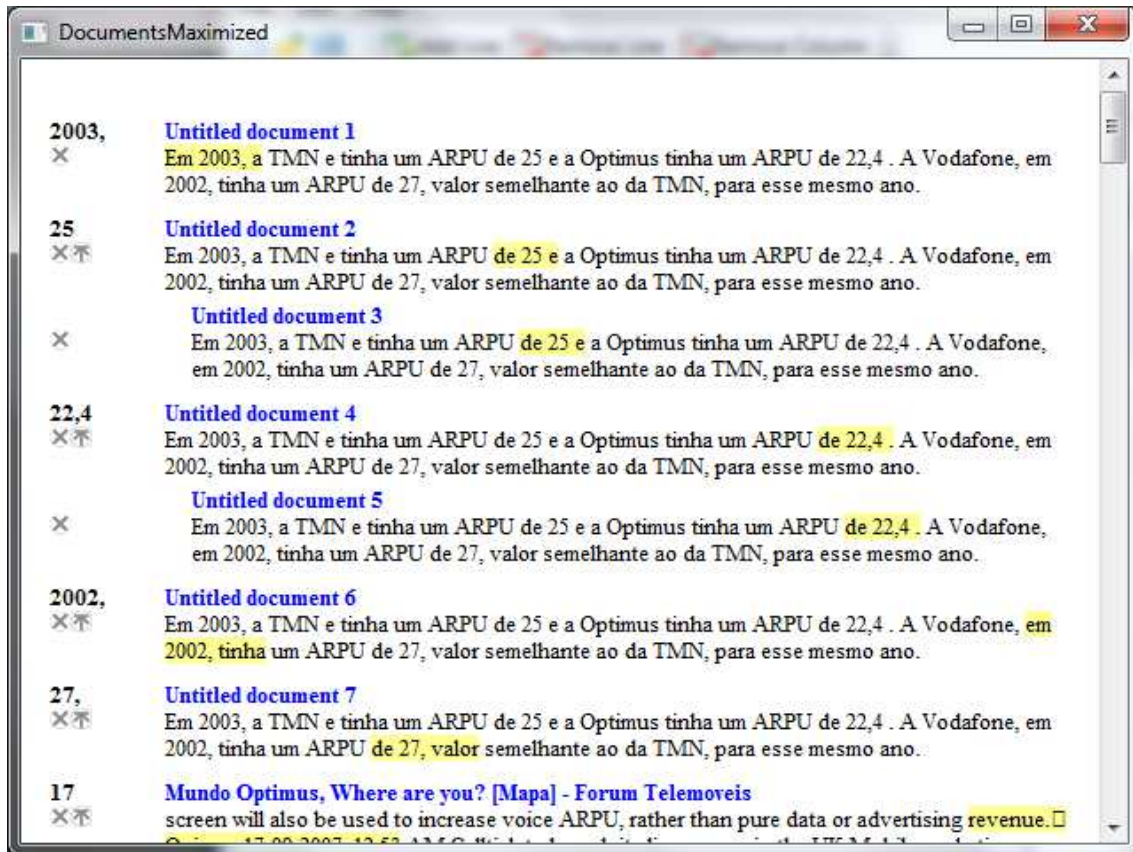 DocumentsMaximized
2003, Untitled document 1
Em 2003, a TMN e tinha um ARPU de 25 e a Optimus tinha um ARPU de 22,4 . A Vodafone, em
2002, tinha um ARPU de 27, valor semelhante ao da TMN, para esse mesmo ano.
25 Untitled document 2
Em 2003, a TMN e tinha um ARPU de 25 e a Optimus tinha um ARPU de 22,4 . A Vodafone, em
2002, tinha um ARPU de 27, valor semelhante ao da TMN, para esse mesmo ano.
Untitled document 3
Em 2003, a TMN e tinha um ARPU de 25 e a Optimus tinha um ARPU de 22,4 . A Vodafone,
em 2002, tinha um ARPU de 27, valor semelhante ao da TMN, para esse mesmo ano.
22,4 Untitled document 4
Em 2003, a TMN e tinha um ARPU de 25 e a Optimus tinha um ARPU de 22,4 . A Vodafone, em
2002, tinha um ARPU de 27, valor semelhante ao da TMN, para esse mesmo ano.
Untitled document 5
Em 2003, a TMN e tinha um ARPU de 25 e a Optimus tinha um ARPU de 22,4 . A Vodafone,
em 2002, tinha um ARPU de 27, valor semelhante ao da TMN, para esse mesmo ano.
2002, Untitled document 6
Em 2003, a TMN e tinha um ARPU de 25 e a Optimus tinha um ARPU de 22,4 . A Vodafone, em
2002, tinha um ARPU de 27, valor semelhante ao da TMN, para esse mesmo ano.
27, Untitled document 7
Em 2003, a TMN e tinha um ARPU de 25 e a Optimus tinha um ARPU de 22,4 . A Vodafone, em
2002, tinha um ARPU de 27, valor semelhante ao da TMN, para esse mesmo ano.
17 Mundo Optimus, Where are you? [Mapa] - Forum Telemoveis
screen will also be used to increase voice ARPU, rather than pure data or advertising revenue.